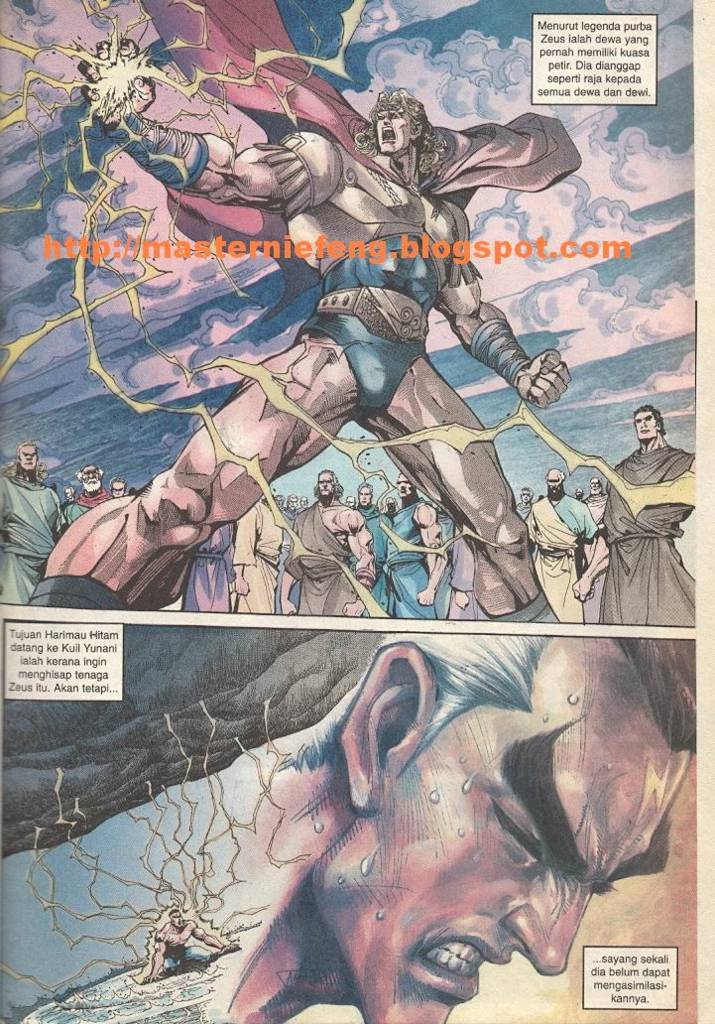 Menurut legenda purba
Zeus ialah dewa yang
pernah memiliki kuasa
petir. Dia dianggap
seperti raja kepada
semua dewa dan dewi.
http://masterniefeng.blogspot.com
Tujuan Harimau Hitam
datang ke Kuil Yunani
ialah kerana ingin
menghisap tenaga
Zeus itu. Akan tetapi...
...sayang sekali
dia belum dapat
mengasimilasi-
kannya.